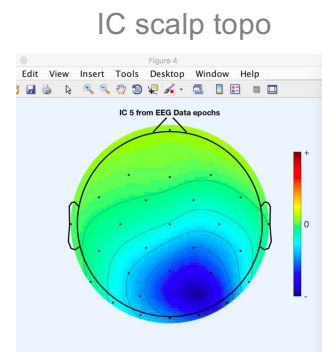 IC scalp topo
Figure 4
Edit View Insert Tools Desktop Window Help
IC 5 from EEG Data epochs
+
0
-